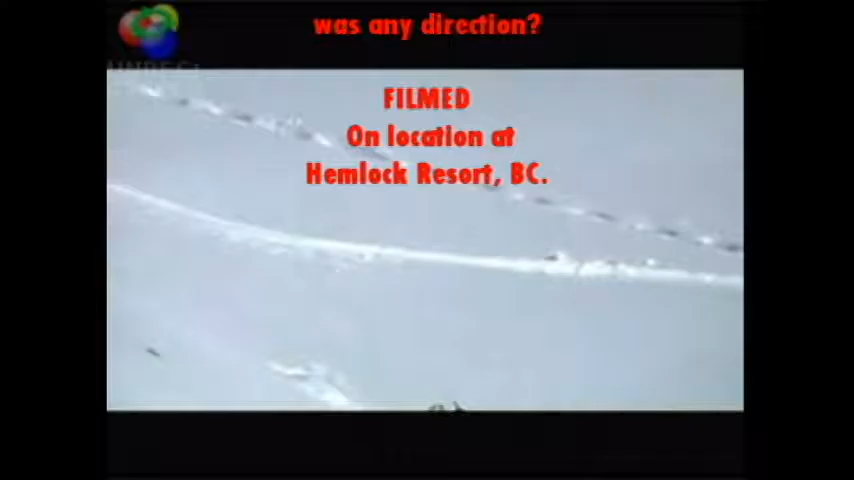 was any direction?
FILMED
On location at
Hemlock Resort, BC.